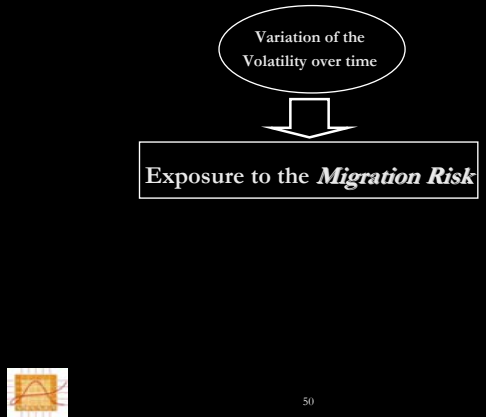 Variation of the
Volatility over time
Exposure to the Migration Risk
50